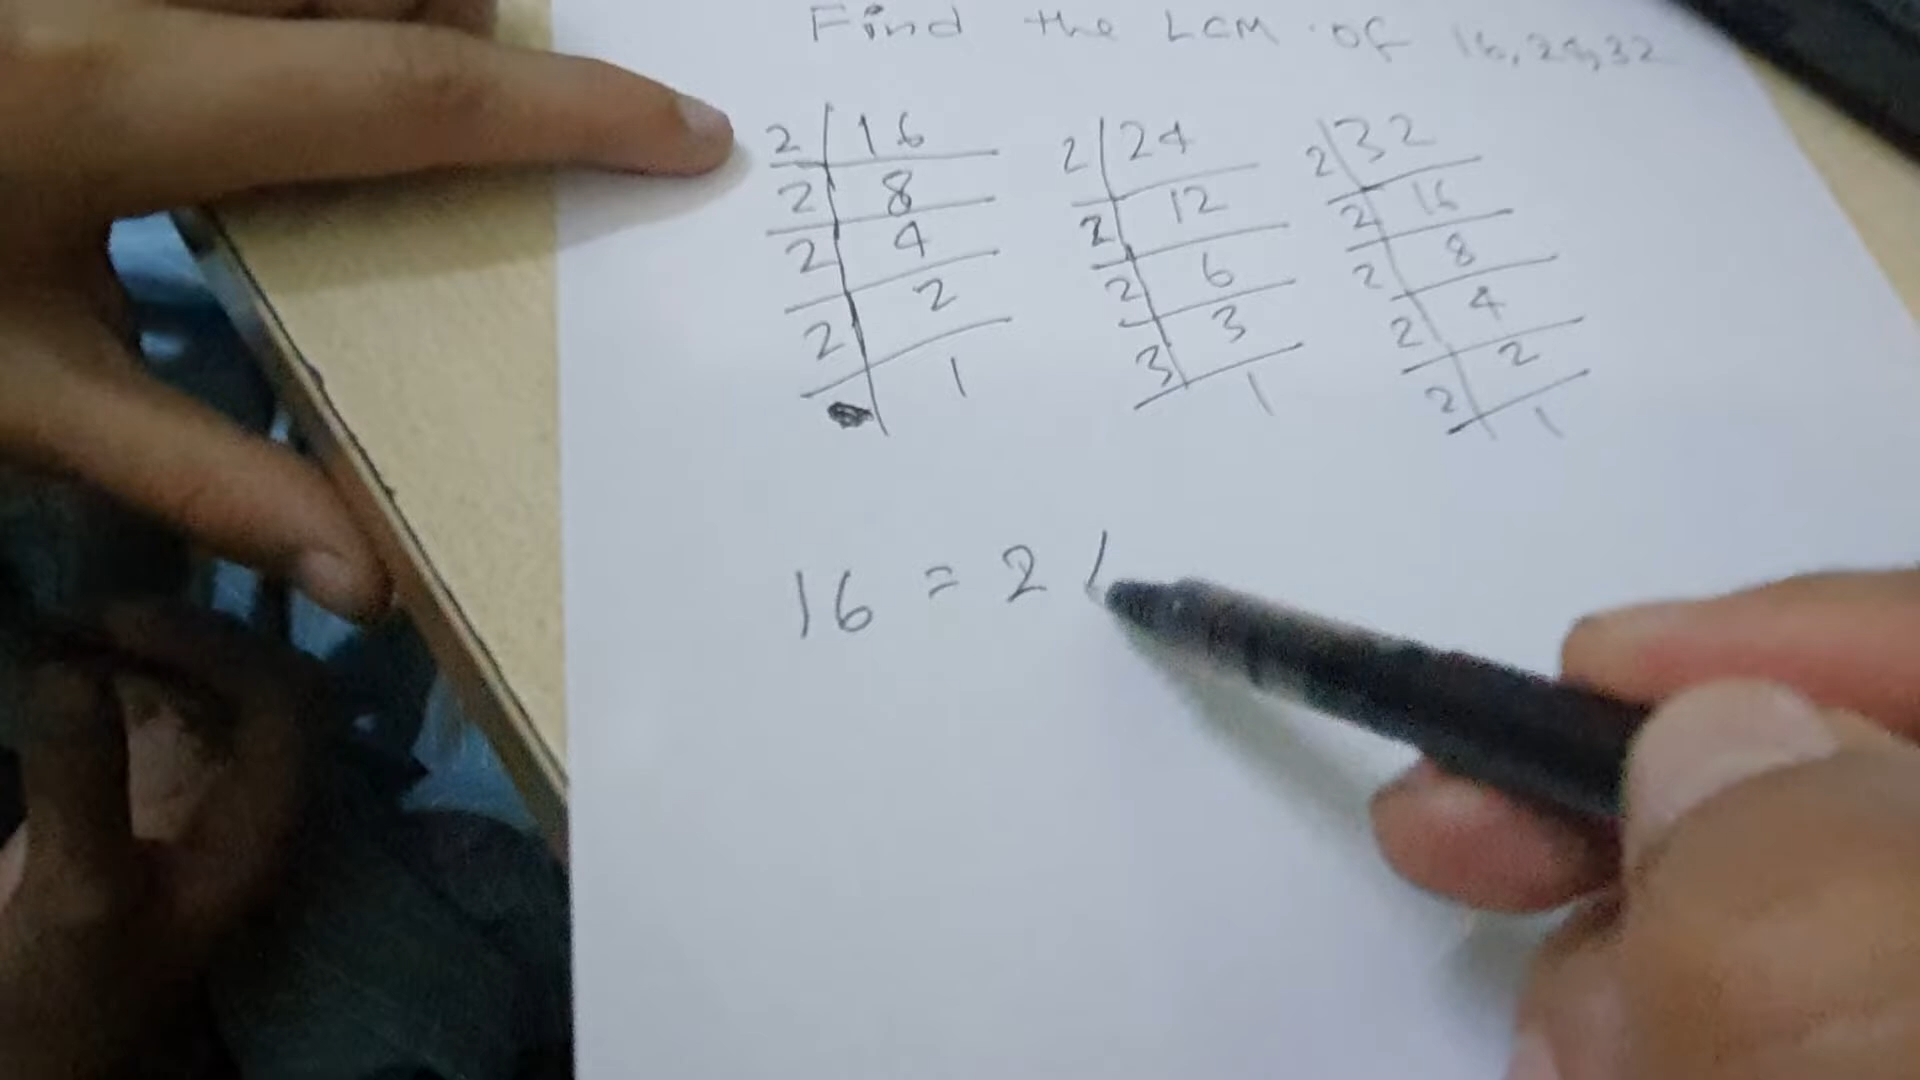 Find the LCM of 16, 24, 32
2 16 2 24 2 32
2 8 2 12 2 16
2 4 2 6 2 8
2 2 2 3 2 4
1 3 1 2 2
2 1
16 = 2